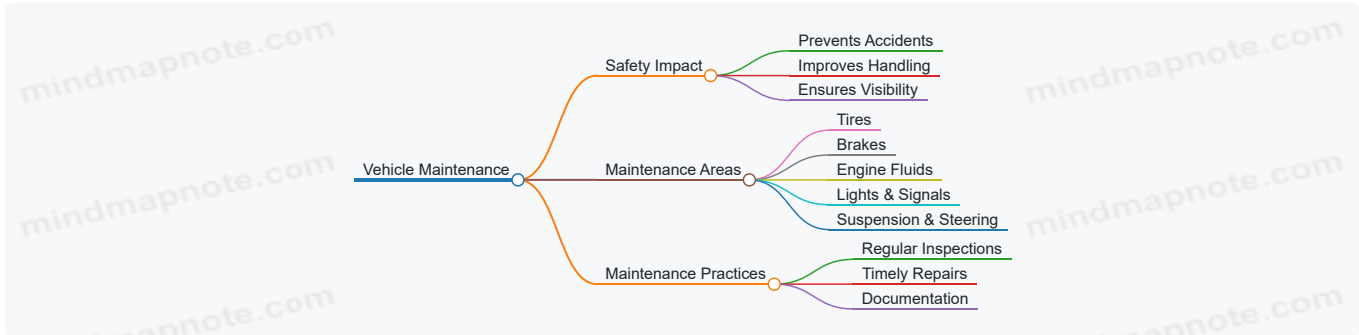 mindmapnote.com
mindmapnote.com
Prevents Accidents
Safety Impact
Improves Handling
Ensures Visibility
Tires
Brakes
Vehicle Maintenance
Maintenance Areas
Engine Fluids
mindmapnote.com
mindmapnote.com
Lights & Signals
Suspension & Steering
Regular Inspections
Maintenance Practices
Timely Repairs
Documentation
mindmapnote.com
mindmapnote.com